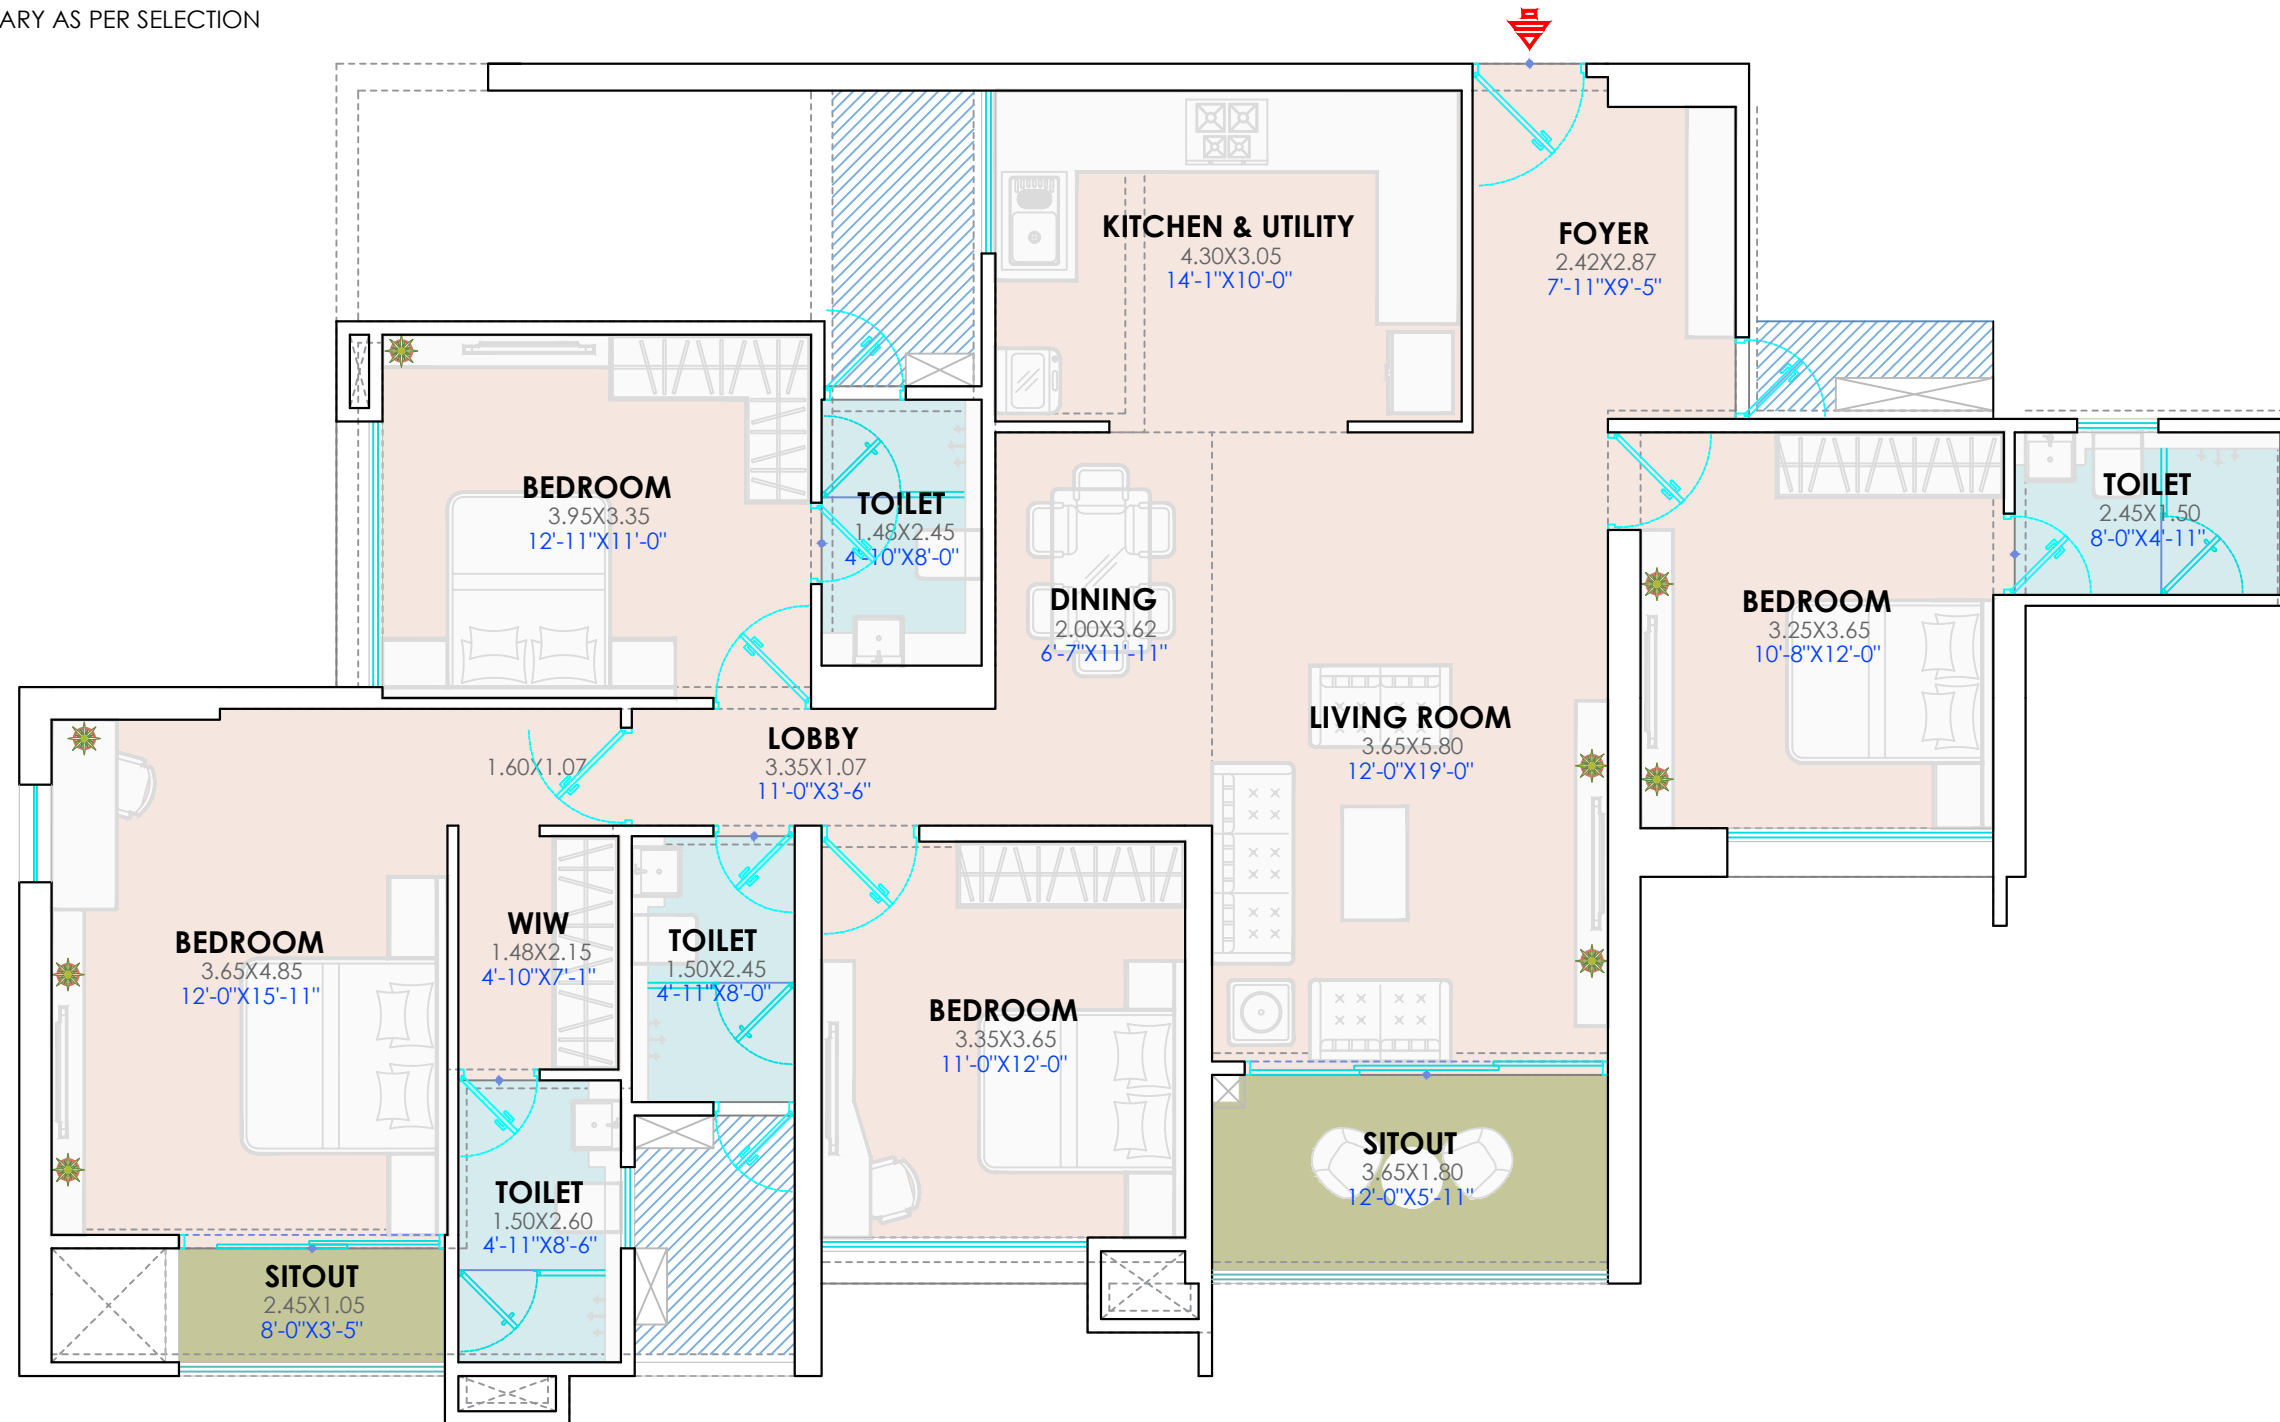 ARY AS PER SELECTION
KITCHEN & UTILITY
4.30X3.05
14'-1"X10'-0"
FOYER
2.42X2.87
7'-11"X9'-5"
BEDROOM
3.95X3.35
12'-11"X11'-0"
TOILET
1.48X2.45
4'-10"X8'-0"
TOILET
2.45X1.50
8'-0"X4'-11"
DINING
2.00X3.62
6'-7"X11'-11"
BEDROOM
3.25X3.65
10'-8"X12'-0"
LIVING ROOM
3.65X5.80
12'-0"X19'-0"
LOBBY
3.35X1.07
11'-0"X3'-6"
1.60X1.07
BEDROOM
3.65X4.85
12'-0"X15'-11"
WIW
1.48X2.15
4'-10"X7'-1"
TOILET
1.50X2.45
4'-11"X8'-0"
BEDROOM
3.35X3.65
11'-0"X12'-0"
SITOUT
3.65X1.80
12'-0"X5'-11"
TOILET
1.50X2.60
4'-11"X8'-6"
SITOUT
2.45X1.05
8'-0"X3'-5"